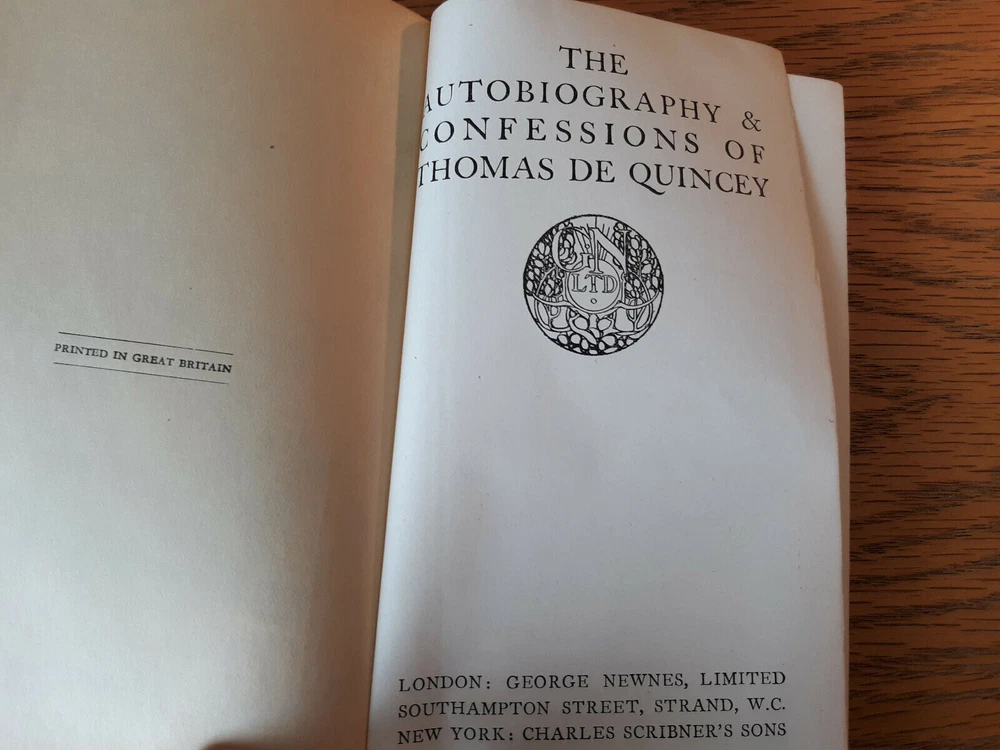 PRINTED IN GREAT BRITAIN
THE
AUTOBIOGRAPHY &
CONFESSIONS OF
THOMAS DE QUINCEY
GN
LTD
LONDON: GEORGE NEWNES, LIMITED
SOUTHAMPTON STREET, STRAND, W.C.
NEW YORK: CHARLES SCRIBNER'S SONS